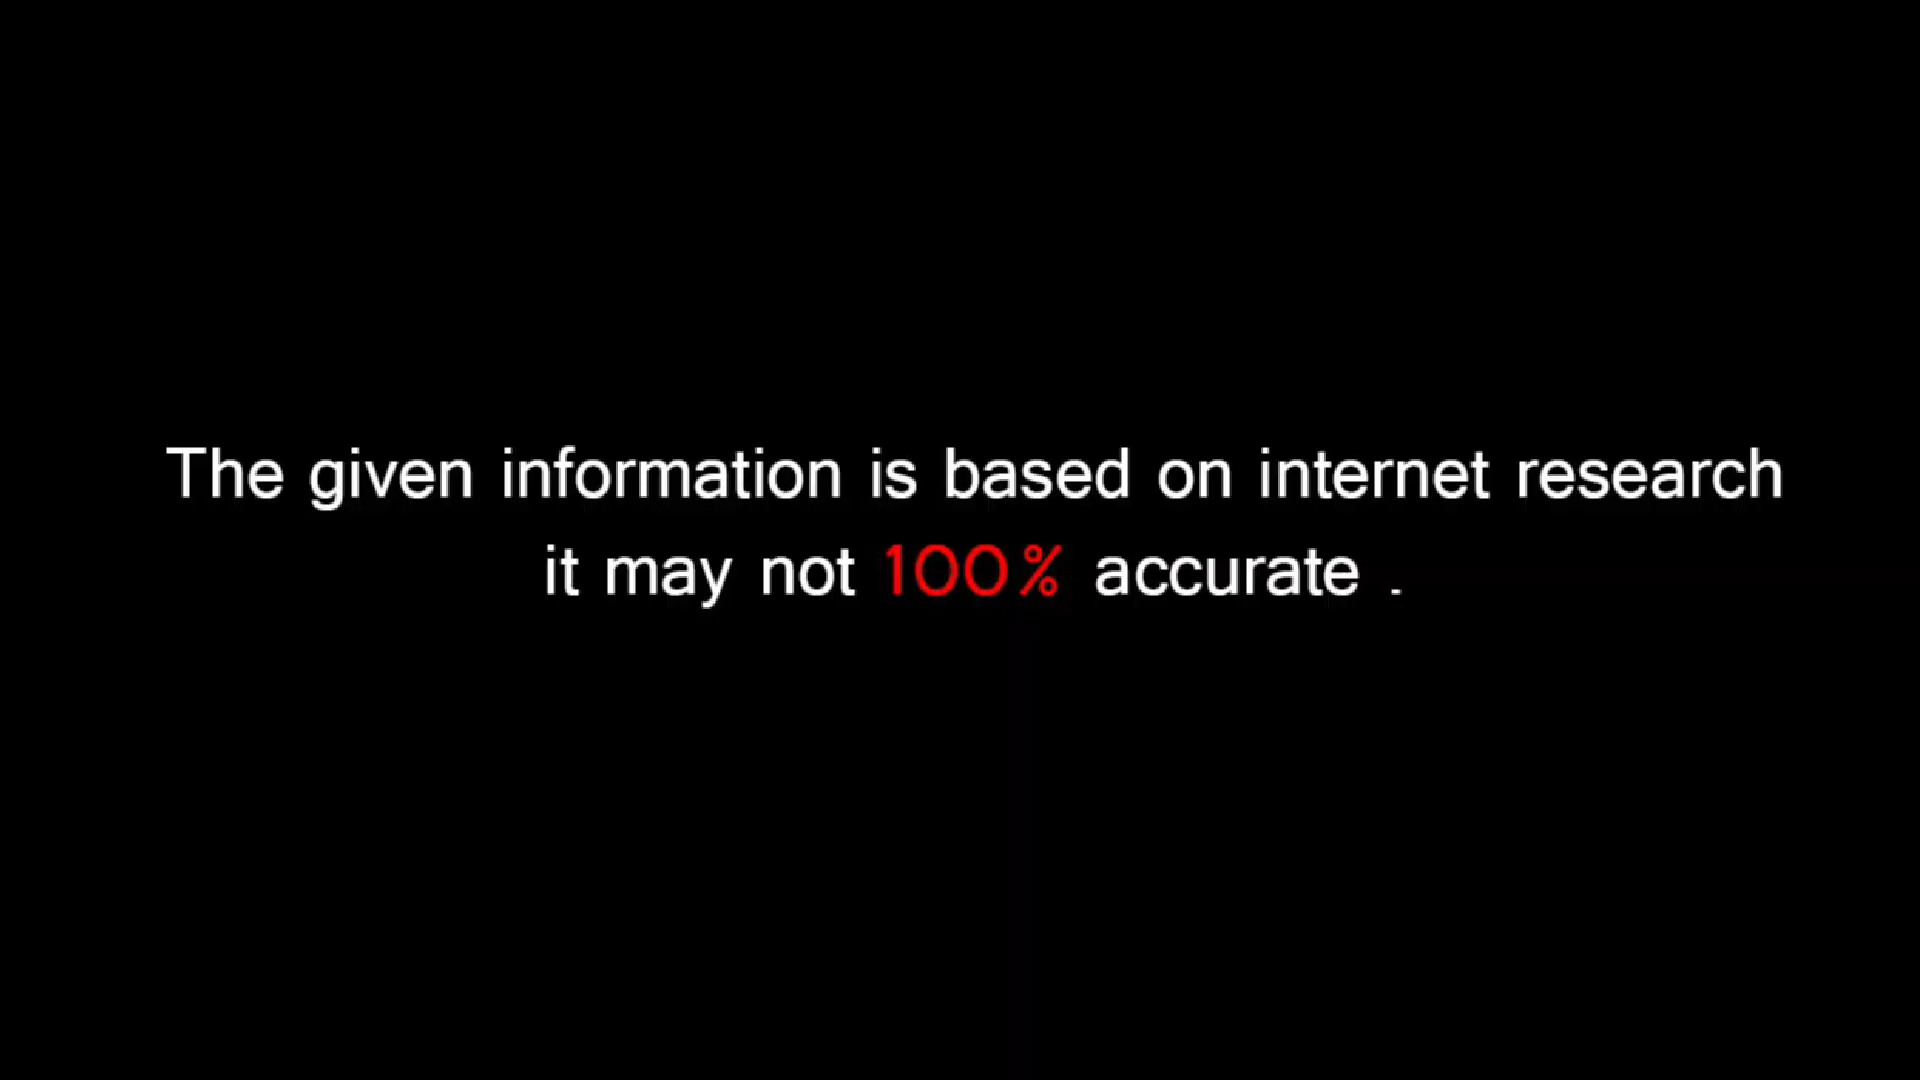 The given information is based on internet research
it may not 100% accurate .